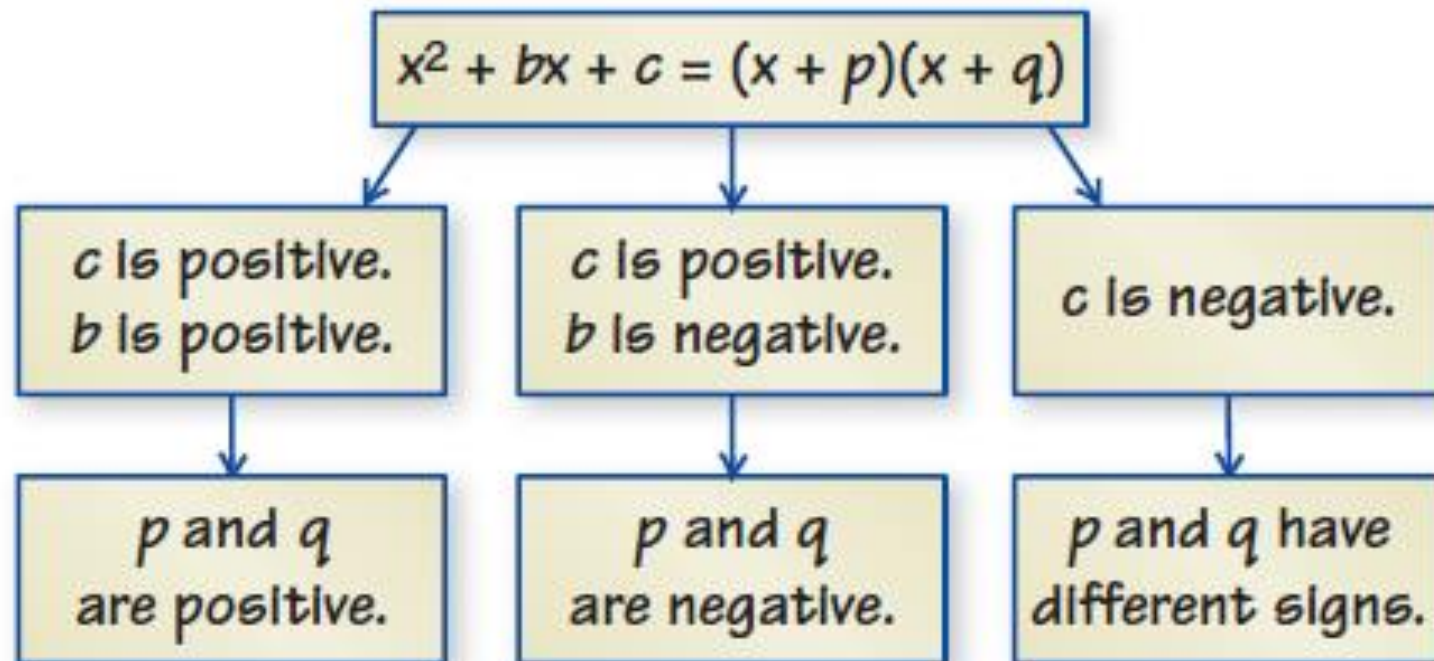 x² + bx + c = (x + p)(x + q)
c is positive.
b is positive.
c is positive.
b is negative.
c is negative.
p and q
are positive.
p and q
are negative.
p and q have
different signs.